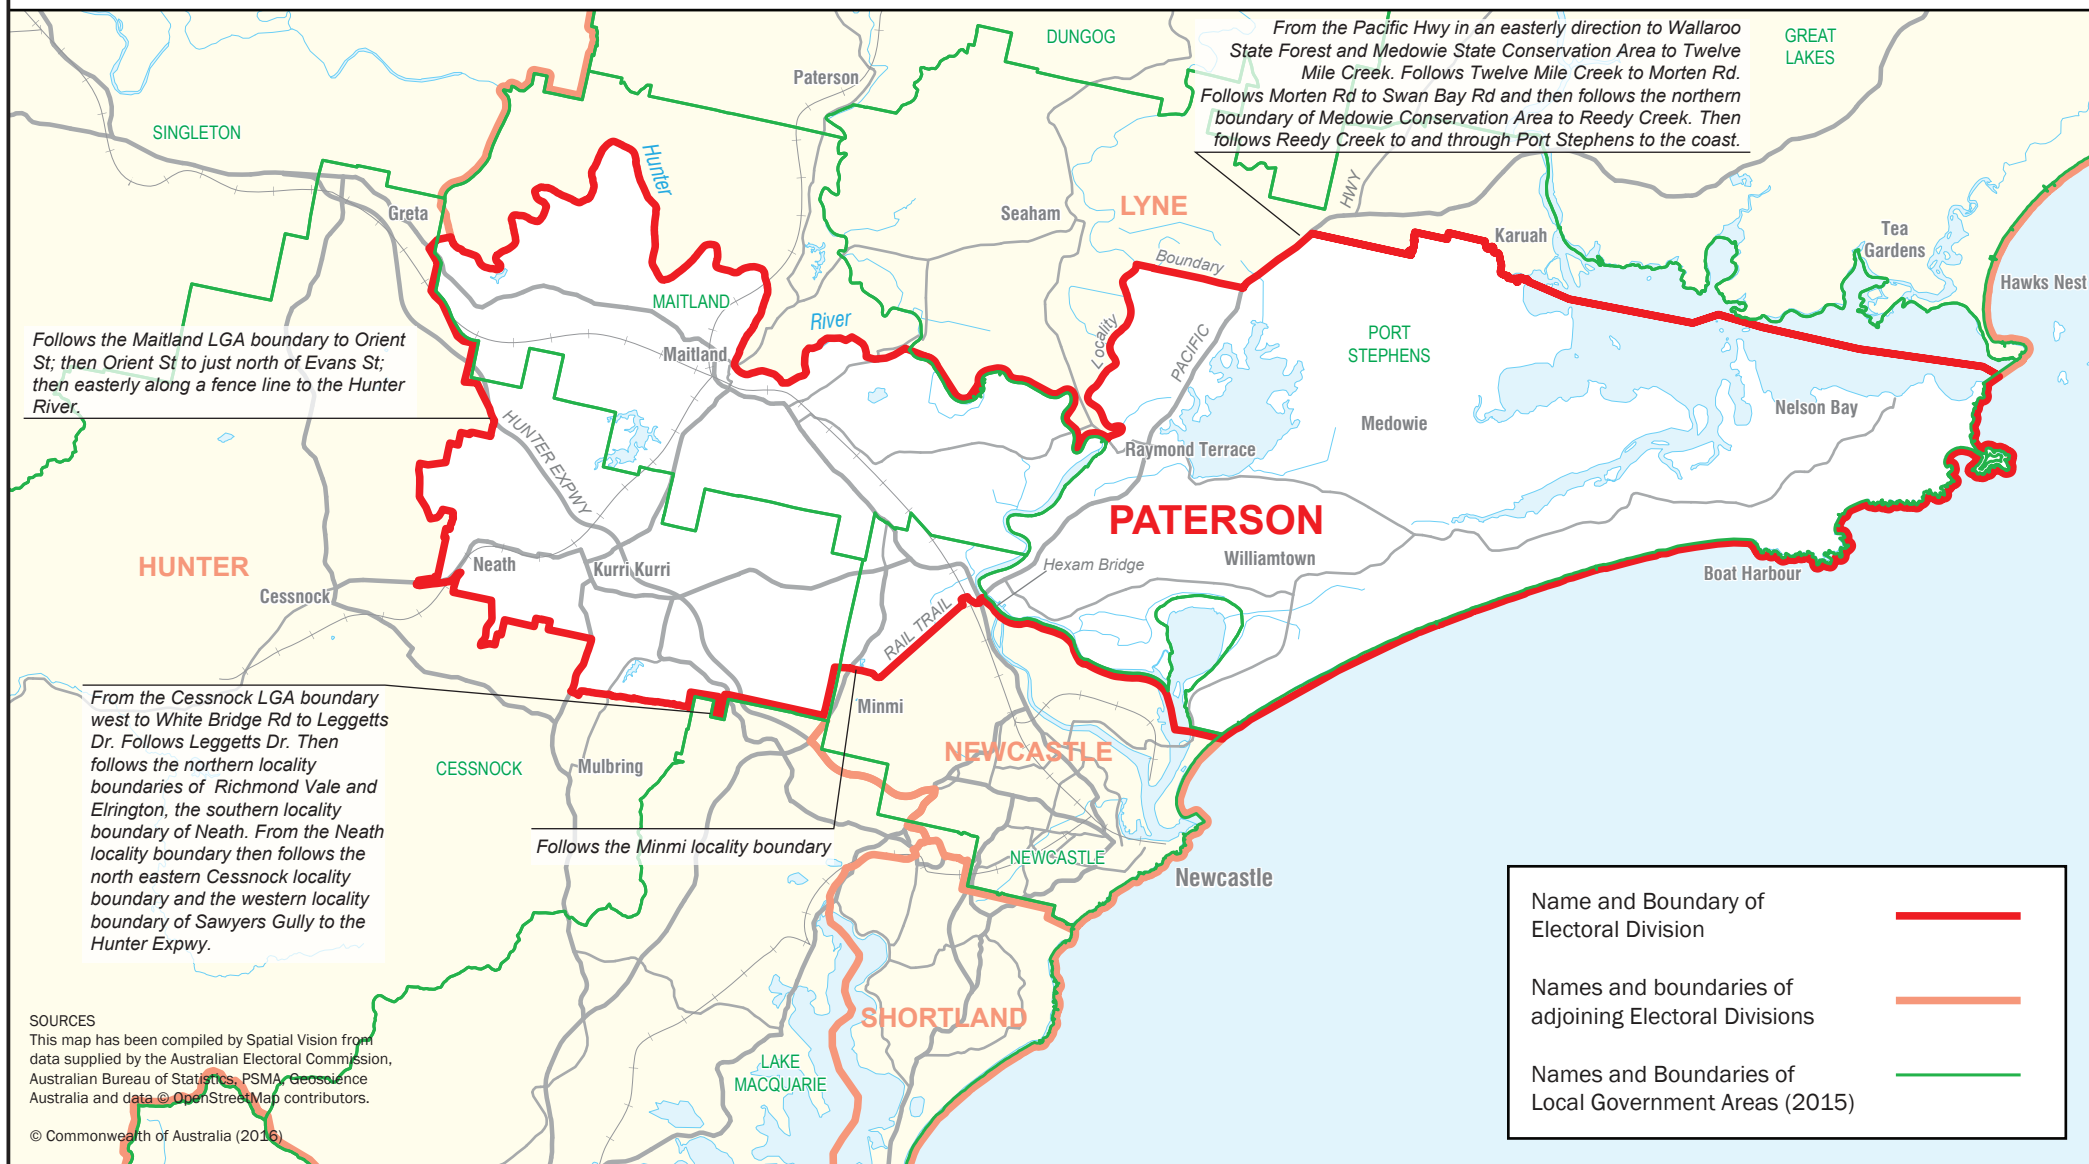 From the Pacific Hwy in an easterly direction to Wallaroo
State Forest and Medowie State Conservation Area to Twelve
Mile Creek. Follows Twelve Mile Creek to Morten Rd.
Follows Morten Rd to Swan Bay Rd and then follows the northern
boundary of Medowie Conservation Area to Reedy Creek. Then
follows Reedy Creek to and through Port Stephens to the coast.
DUNGOG
GREAT
LAKES
Paterson
SINGLETON
Hunter
HWY
LYNE
Greta
Seaham
Karuah
Tea
Gardens
Boundary
Hawks Nest
MAITLAND
River
Locality
PACIFIC
PORT
STEPHENS
Follows the Maitland LGA boundary to Orient
St; then Orient St to just north of Evans St;
then easterly along a fence line to the Hunter
River.
Maitland
Nelson Bay
Medowie
HUNTER EXPWY
Raymond Terrace
PATERSON
Neath
Kurri Kurri
Hexam Bridge
Williamtown
Boat Harbour
HUNTER
Cessnock
RAIL TRAIL
From the Cessnock LGA boundary
west to White Bridge Rd to Leggetts
Dr. Follows Leggetts Dr. Then
follows the northern locality
boundaries of Richmond Vale and
Elrington, the southern locality
boundary of Neath. From the Neath
locality boundary then follows the
north eastern Cessnock locality
boundary and the western locality
boundary of Sawyers Gully to the
Hunter Expwy.
Minmi
NEWCASTLE
CESSNOCK
Mulbring
Follows the Minmi locality boundary
NEWCASTLE
Newcastle
SHORTLAND
LAKE
MACQUARIE
Name and Boundary of
Electoral Division
Names and boundaries of
adjoining Electoral Divisions
Names and Boundaries of
Local Government Areas (2015)
SOURCES
This map has been compiled by Spatial Vision from
data supplied by the Australian Electoral Commission,
Australian Bureau of Statistics, PSMA, Geoscience
Australia and data © OpenStreetMap contributors.
© Commonwealth of Australia (2016)